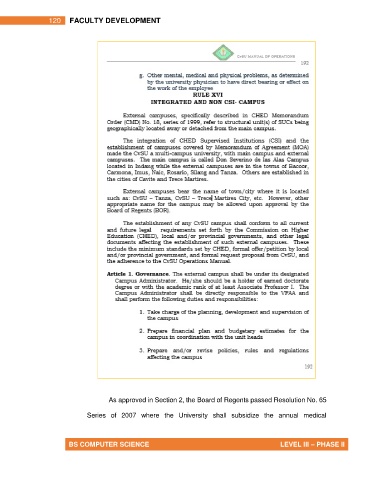 120 FACULTY DEVELOPMENT
CvSU MANUAL OF OPERATIONS
192
g. Other mental, medical and physical problems, as determined
by the university physician to have direct bearing or effect on
the work of the employee
RULE XVI
INTEGRATED AND NON CSI- CAMPUS
External campuses, specifically described in CHED Memorandum
Order (CMO) No. 18, series of 1999, refer to structural unit(s) of SUCs being
geographically located away or detached from the main campus.
The integration of CHED Supervised Institutions (CSI) and the
establishment of campuses covered by Memorandum of Agreement (MOA)
made the CvSU a multi-campus university, with main campus and external
campuses. The main campus is called Don Severino de las Alas Campus
located in Indang while the external campuses are in the towns of Bacoor,
Carmona, Imus, Naic, Rosario, Silang and Tanza. Others are established in
the cities of Cavite and Trece Martires.
External campuses bear the name of town/city where it is located
such as: CvSU – Tanza, CvSU – Trece Martires City, etc. However, other
appropriate name for the campus may be allowed upon approval by the
Board of Regents (BOR).
The establishment of any CvSU campus shall conform to all current
and future legal requirements set forth by the Commission on Higher
Education (CHED), local and/or provincial governments, and other legal
documents affecting the establishment of such external campuses. These
include the minimum standards set by CHED, formal offer/petition by local
and/or provincial government, and formal request proposal from CvSU, and
the adherence to the CvSU Operations Manual.
Article 1. Governance. The external campus shall be under its designated
Campus Administrator. He/she should be a holder of earned doctorate
degree or with the academic rank of at least Associate Professor I. The
Campus Administrator shall be directly responsible to the VPAA and
shall perform the following duties and responsibilities:
1. Take charge of the planning, development and supervision of
the campus
2. Prepare financial plan and budgetary estimates for the
campus in coordination with the unit heads
3. Prepare and/or revise policies, rules and regulations
affecting the campus
192
As approved in Section 2, the Board of Regents passed Resolution No. 65
Series of 2007 where the University shall subsidize the annual medical
BS COMPUTER SCIENCE LEVEL III – PHASE II